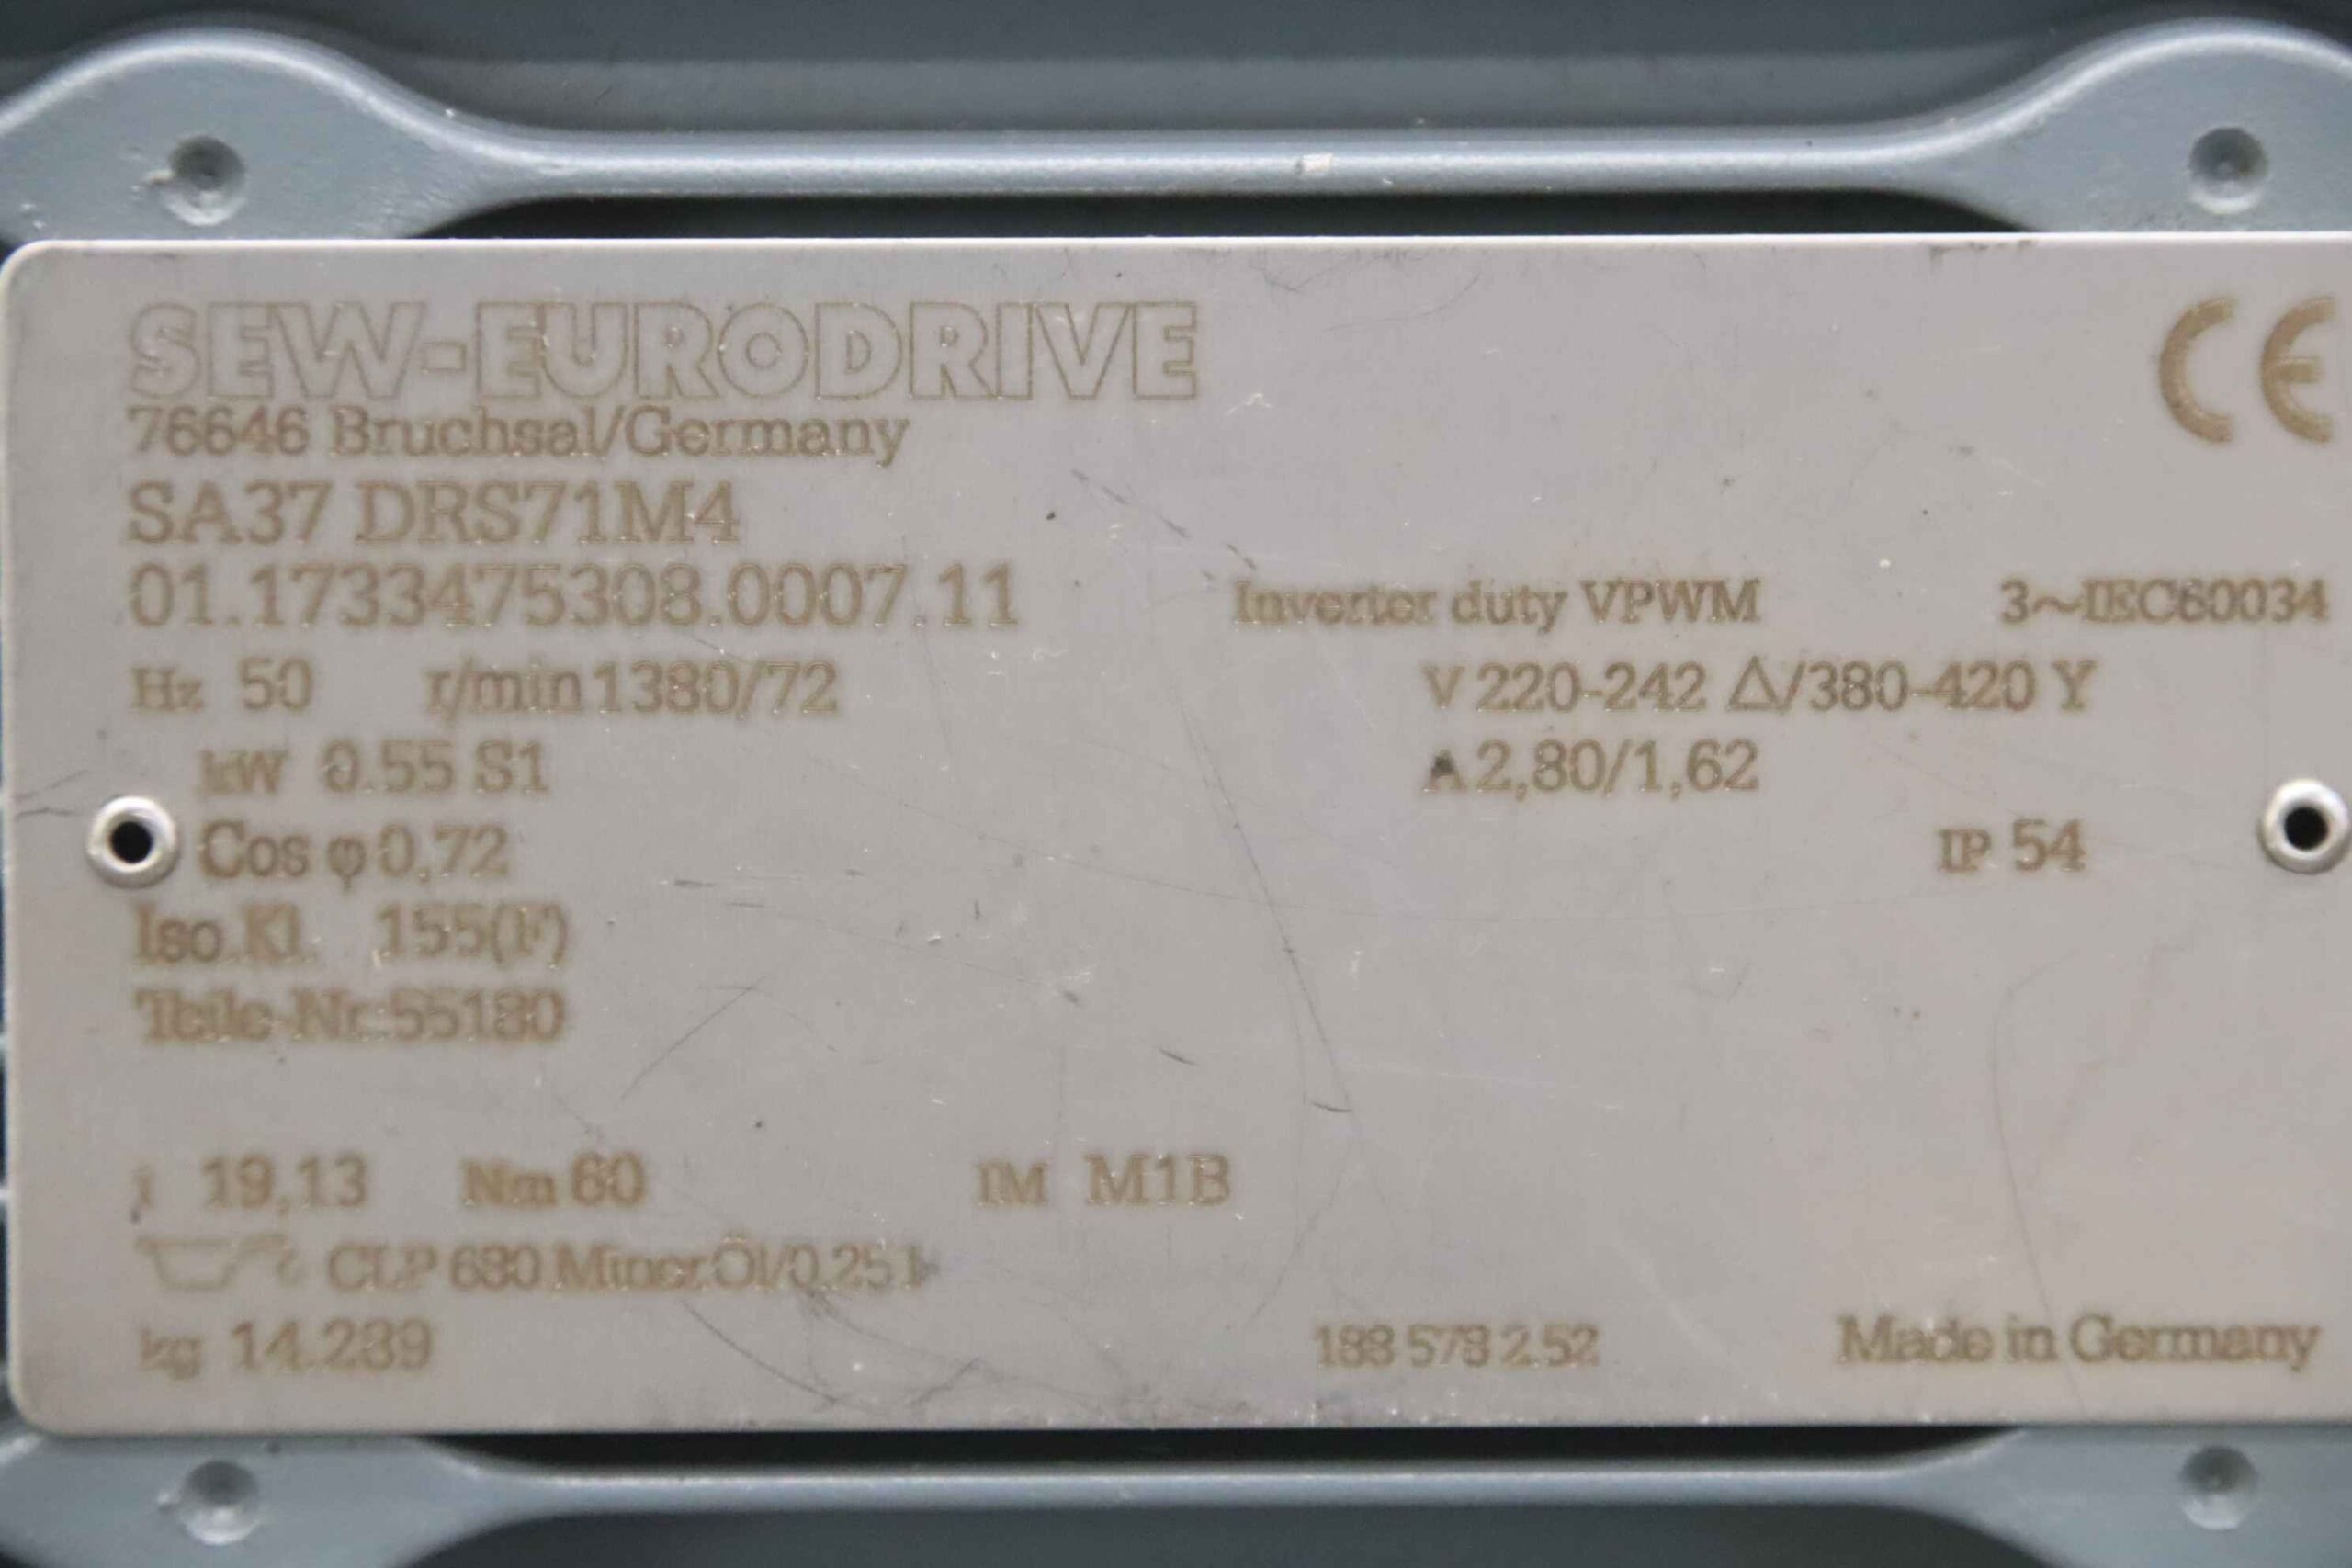 SEW-EURODRIVE CE
76646 Bruchsal/Germany
SA37 DRS71M4
01.1733475308.0007.11 Inverter duty VPWM 3~IEC60034
Hz 50 r/min 1380/72 V 220-242 Δ/380-420 Y
kW 0.55 S1 A 2,80/1,62
Cos φ 0,72 IP 54
Iso.Kl. 155(F)
Teile-Nr.:55180
i 19,13 Nm 60 IM M1B
CLP 680 Miner.Öl/0.25 l
kg 14.289 188 578 2.52 Made in Germany